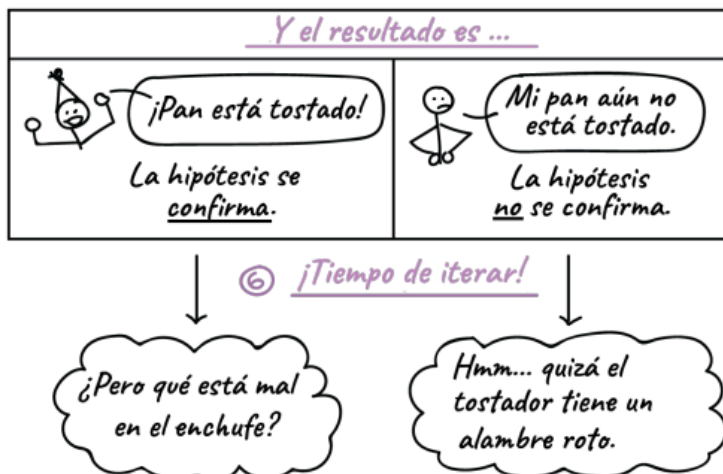 Y el resultado es ...
¡Pan está tostado!
La hipótesis se
confirma.
Mi pan aún no
está tostado.
La hipótesis
no se confirma.
6 ¡Tiempo de iterar!
¿Pero qué está mal
en el enchufe?
Hmm... quizá el
tostador tiene un
alambre roto.